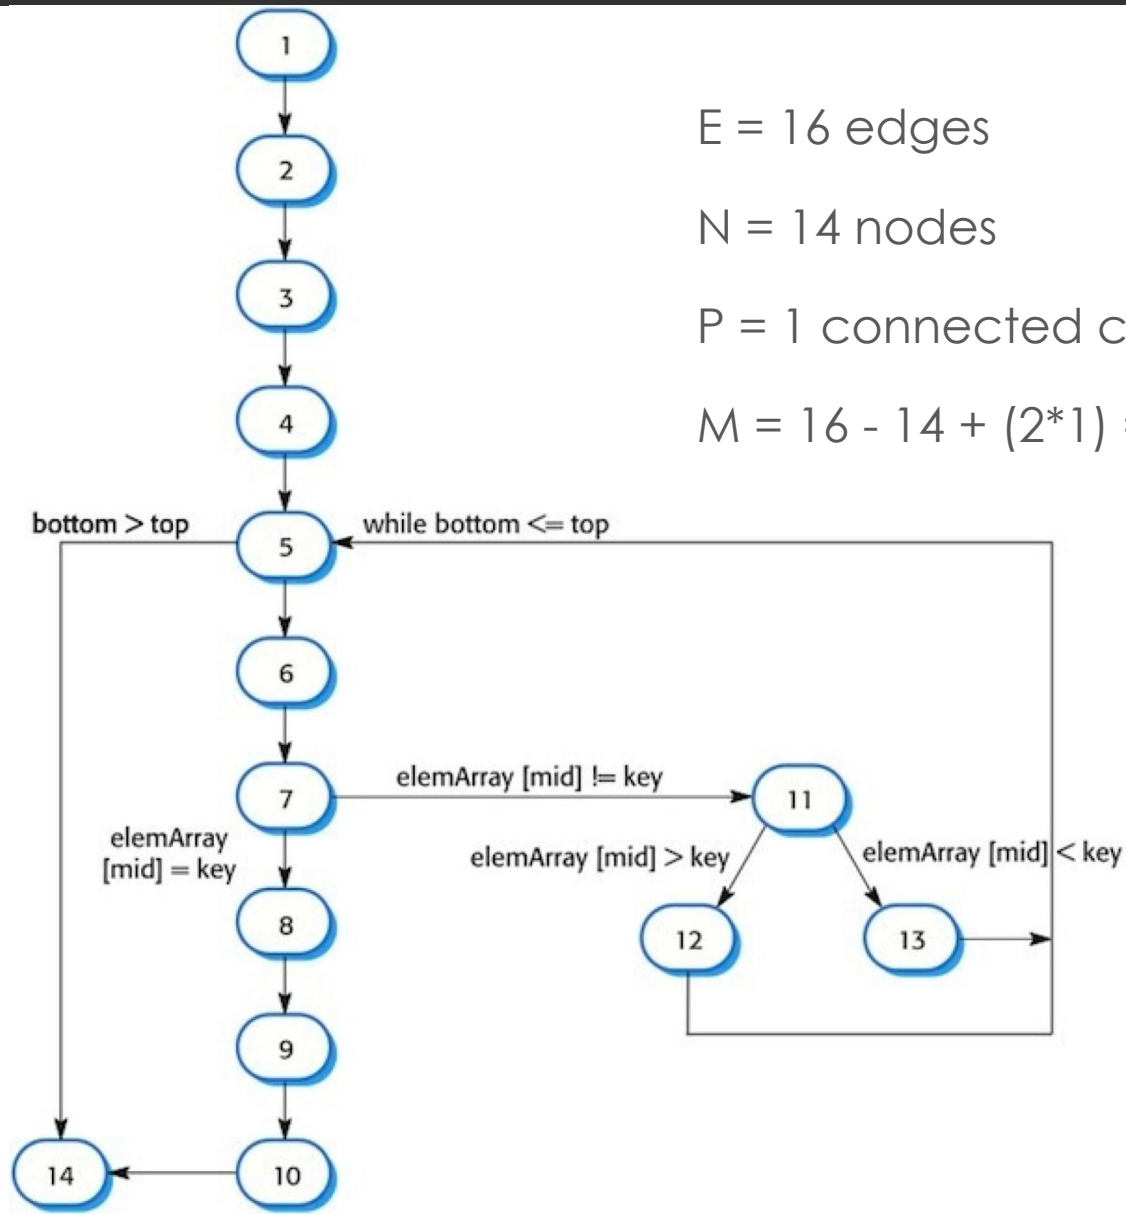 1
E = 16 edges
2
N = 14 nodes
3
P = 1 connected
4
M = 16 - 14 + (2*1)
bottom > top
while bottom <= top
5
6
7
elemArray [mid] != key
11
elemArray
[mid] = key
elemArray [mid] > key
elemArray [mid] < key
8
12
13
9
14
10